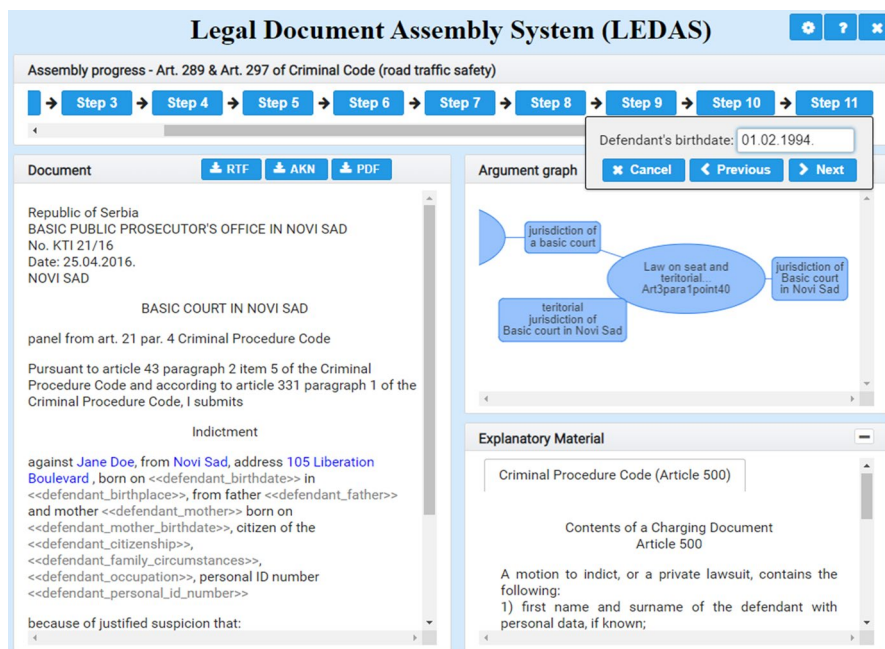 Legal Document Assembly System (LEDAS)
?
Assembly progress - Art. 289 & Art. 297 of Criminal Code (road traffic safety)
Step 3
Step 4
Step 5
Step 6
Step 7
Step 8
Step 9
Step 10
Step 11
Defendant's birthdate: 01.02.1994.
Cancel
Previous
Next
Document
RTF
AKN
PDF
Republic of Serbia
BASIC PUBLIC PROSECUTOR'S OFFICE IN NOVI SAD
No. KTI 21/16
Date: 25.04.2016.
NOVI SAD
BASIC COURT IN NOVI SAD
panel from art. 21 par. 4 Criminal Procedure Code
Pursuant to article 43 paragraph 2 item 5 of the Criminal
Procedure Code and according to article 331 paragraph 1 of the
Criminal Procedure Code, I submits
Indictment
against Jane Doe, from Novi Sad, address 105 Liberation
Boulevard , born on <<defendant_birthdate>> in
<<defendant_birthplace>>, from father <<defendant_father>>
and mother <<defendant_mother>> born on
<<defendant_mother_birthdate>>, citizen of the
<<defendant_citizenship>>,
<<defendant_family_circumstances>>,
<<defendant_occupation>>, personal ID number
<<defendant_personal_id_number>>
because of justified suspicion that:
Argument graph
jurisdiction of
a basic court
Law on seat and
teritorial...
Art3para1point40
jurisdiction of
Basic court
in Novi Sad
teritorial
jurisdiction of
Basic court in Novi Sad
Explanatory Material
Criminal Procedure Code (Article 500)
Contents of a Charging Document
Article 500
A motion to indict, or a private lawsuit, contains the
following:
1) first name and surname of the defendant with
personal data, if known;